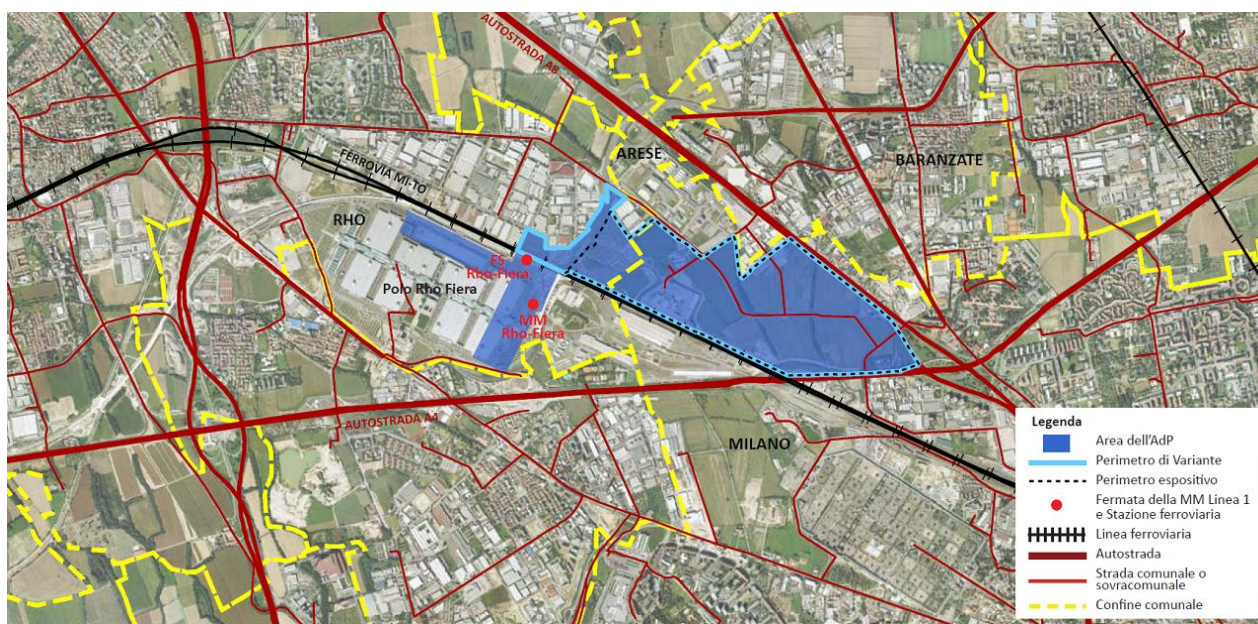 AUTOSTRADA A8
ARESE
BARANZATE
FERROVIA MI-TO
RHO
FS
Rho-Fiera
Polo Rho Fiera
MM
Rho-Fiera
AUTOSTRADA A4
MILANO
Legenda
Area dell'AdP
Perimetro di Variante
Perimetro espositivo
Fermata della MM Linea 1
e Stazione ferroviaria
Linea ferroviaria
Autostrada
Strada comunale o
sovracomunale
Confine comunale